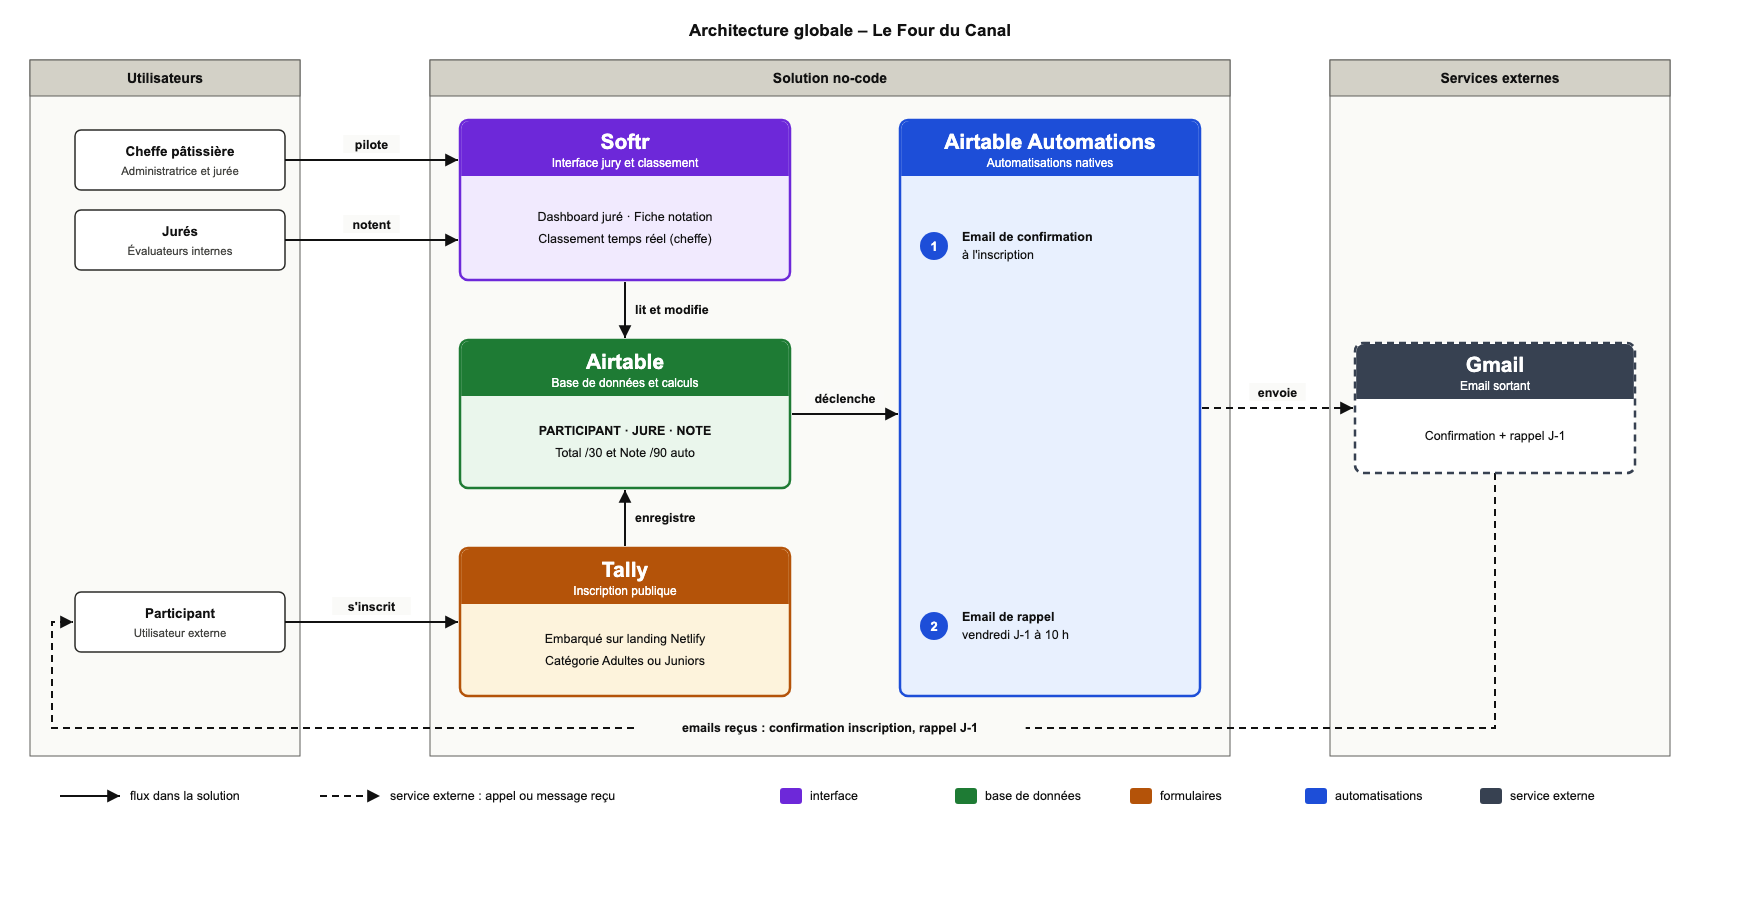 Architecture globale – Le Four du Canal
Utilisateurs
Solution no-code
Services externes
Cheffe pâtissière
Administratrice et jurée
pilote
Jurés
Évaluateurs internes
notent
Softr
Interface jury et classement
Dashboard juré · Fiche notation
Classement temps réel (cheffe)
lit et modifie
Airtable
Base de données et calculs
PARTICIPANT · JURE · NOTE
Total /30 et Note /90 auto
déclenche
enregistre
Airtable Automations
Automatisations natives
1
Email de confirmation
à l'inscription
2
Email de rappel
vendredi J-1 à 10 h
envoie
Gmail
Email sortant
Confirmation + rappel J-1
Participant
Utilisateur externe
s'inscrit
Tally
Inscription publique
Embarqué sur landing Netlify
Catégorie Adultes ou Juniors
emails reçus : confirmation inscription, rappel J-1
flux dans la solution
service externe : appel ou message reçu
interface
base de données
formulaires
automatisations
service externe